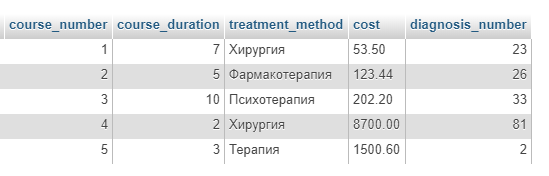 course_number course_duration treatment_method cost diagnosis_number
1 7 Хирургия 53.50 23
2 5 Фармакотерапия 123.44 26
3 10 Психотерапия 202.20 33
4 2 Хирургия 8700.00 81
5 3 Терапия 1500.60 2